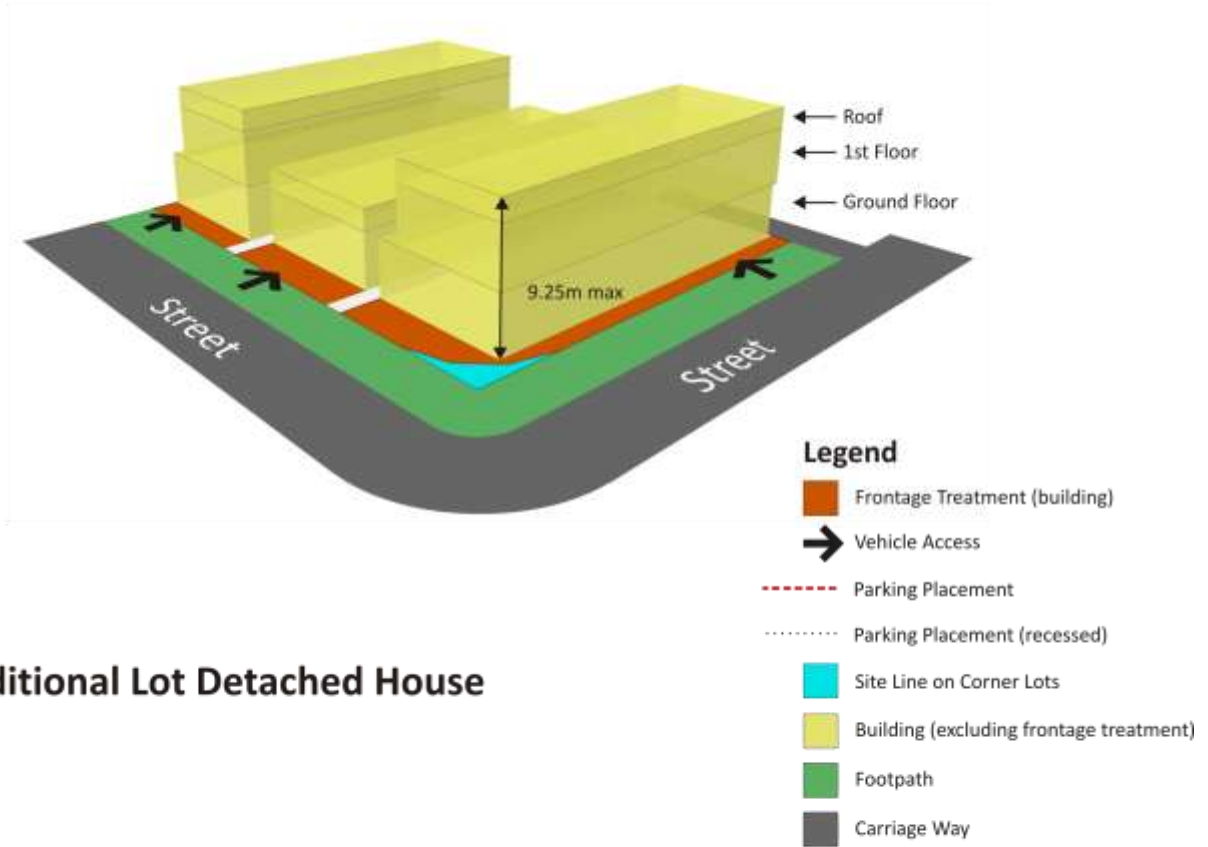 Roof
1st Floor
Ground Floor
9.25m max
Street
Street
Legend
Frontage Treatment (building)
Vehicle Access
Parking Placement
Parking Placement (recessed)
Site Line on Corner Lots
Building (excluding frontage treatment)
Footpath
Carriage Way
ditional Lot Detached House